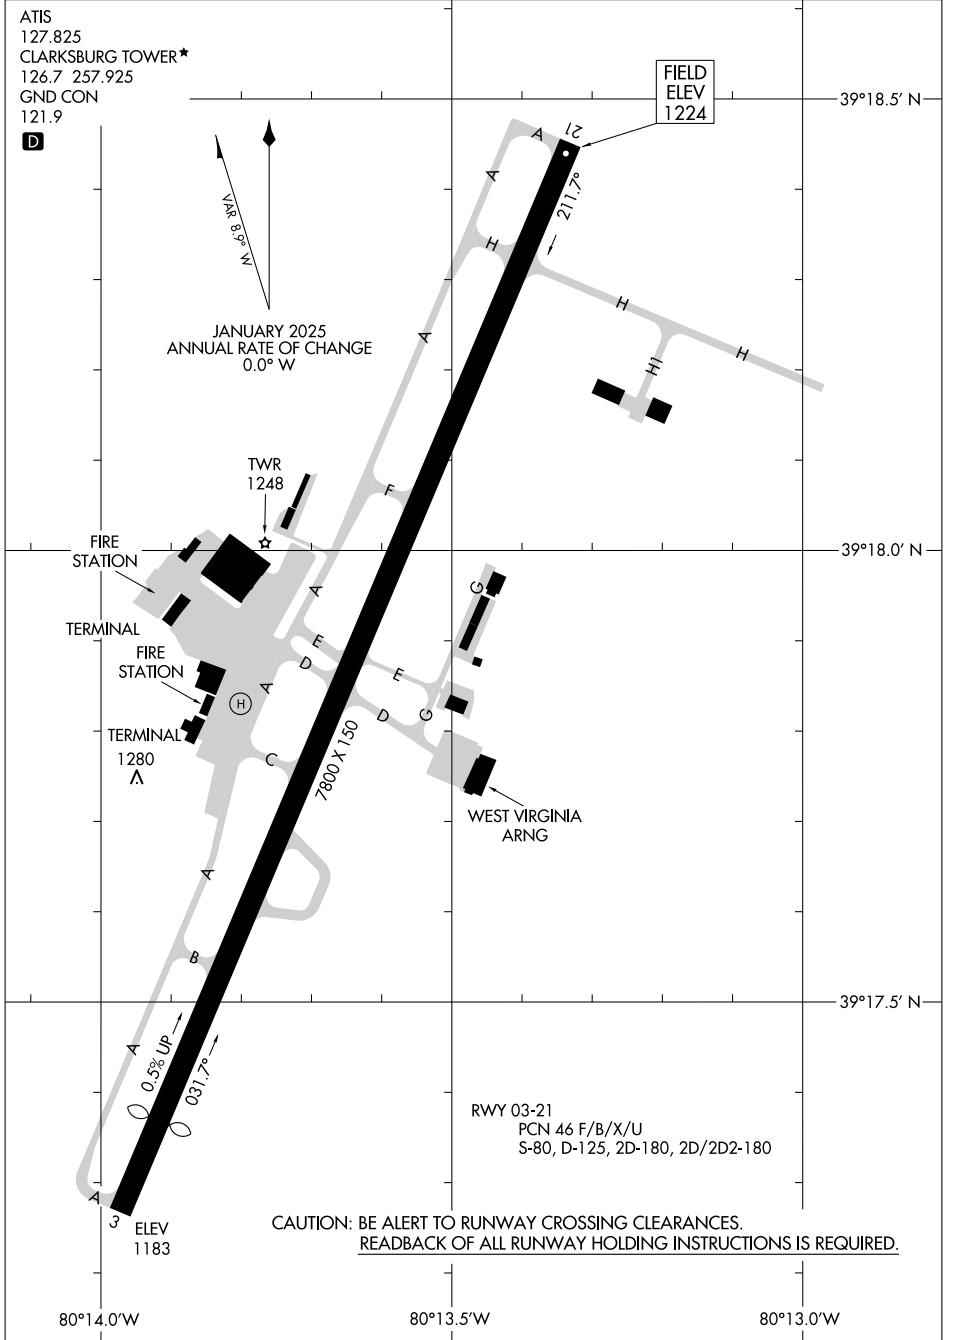 ATIS
127.825
CLARKSBURG TOWER★
126.7 257.925
GND CON
121.9
D
FIELD
ELEV
1224
39°18.5' N
21
A
A
211.7°
VAR 8.9° W
H
H
H
H1
JANUARY 2025
ANNUAL RATE OF CHANGE
0.0° W
A
TWR
1248
F
FIRE
STATION
39°18.0' N
G
A
TERMINAL
E
D
FIRE
STATION
E
A
H
D
G
TERMINAL
1280
C
7800 X 150
WEST VIRGINIA
ARNG
A
B
39°17.5' N
A
0.5% UP
031.7°
RWY 03-21
PCN 46 F/B/X/U
S-80, D-125, 2D-180, 2D/2D2-180
A
3
ELEV
1183
CAUTION: BE ALERT TO RUNWAY CROSSING CLEARANCES.
READBACK OF ALL RUNWAY HOLDING INSTRUCTIONS IS REQUIRED.
80°14.0'W
80°13.5'W
80°13.0'W